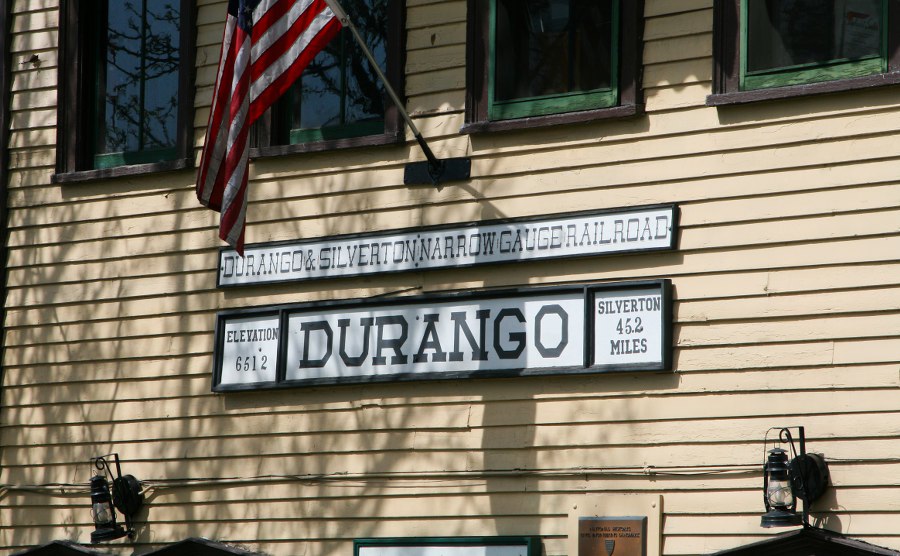 DURANGO & SILVERTON NARROW GAUGE RAILROAD
ELEVATION
6512
DURANGO
SILVERTON
45.2
MILES